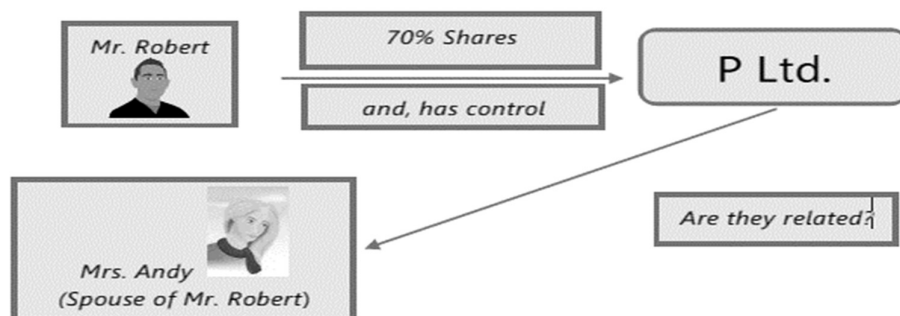 Mr. Robert
70% Shares
and, has control
P Ltd.
Mrs. Andy
(Spouse of Mr. Robert)
Are they related?